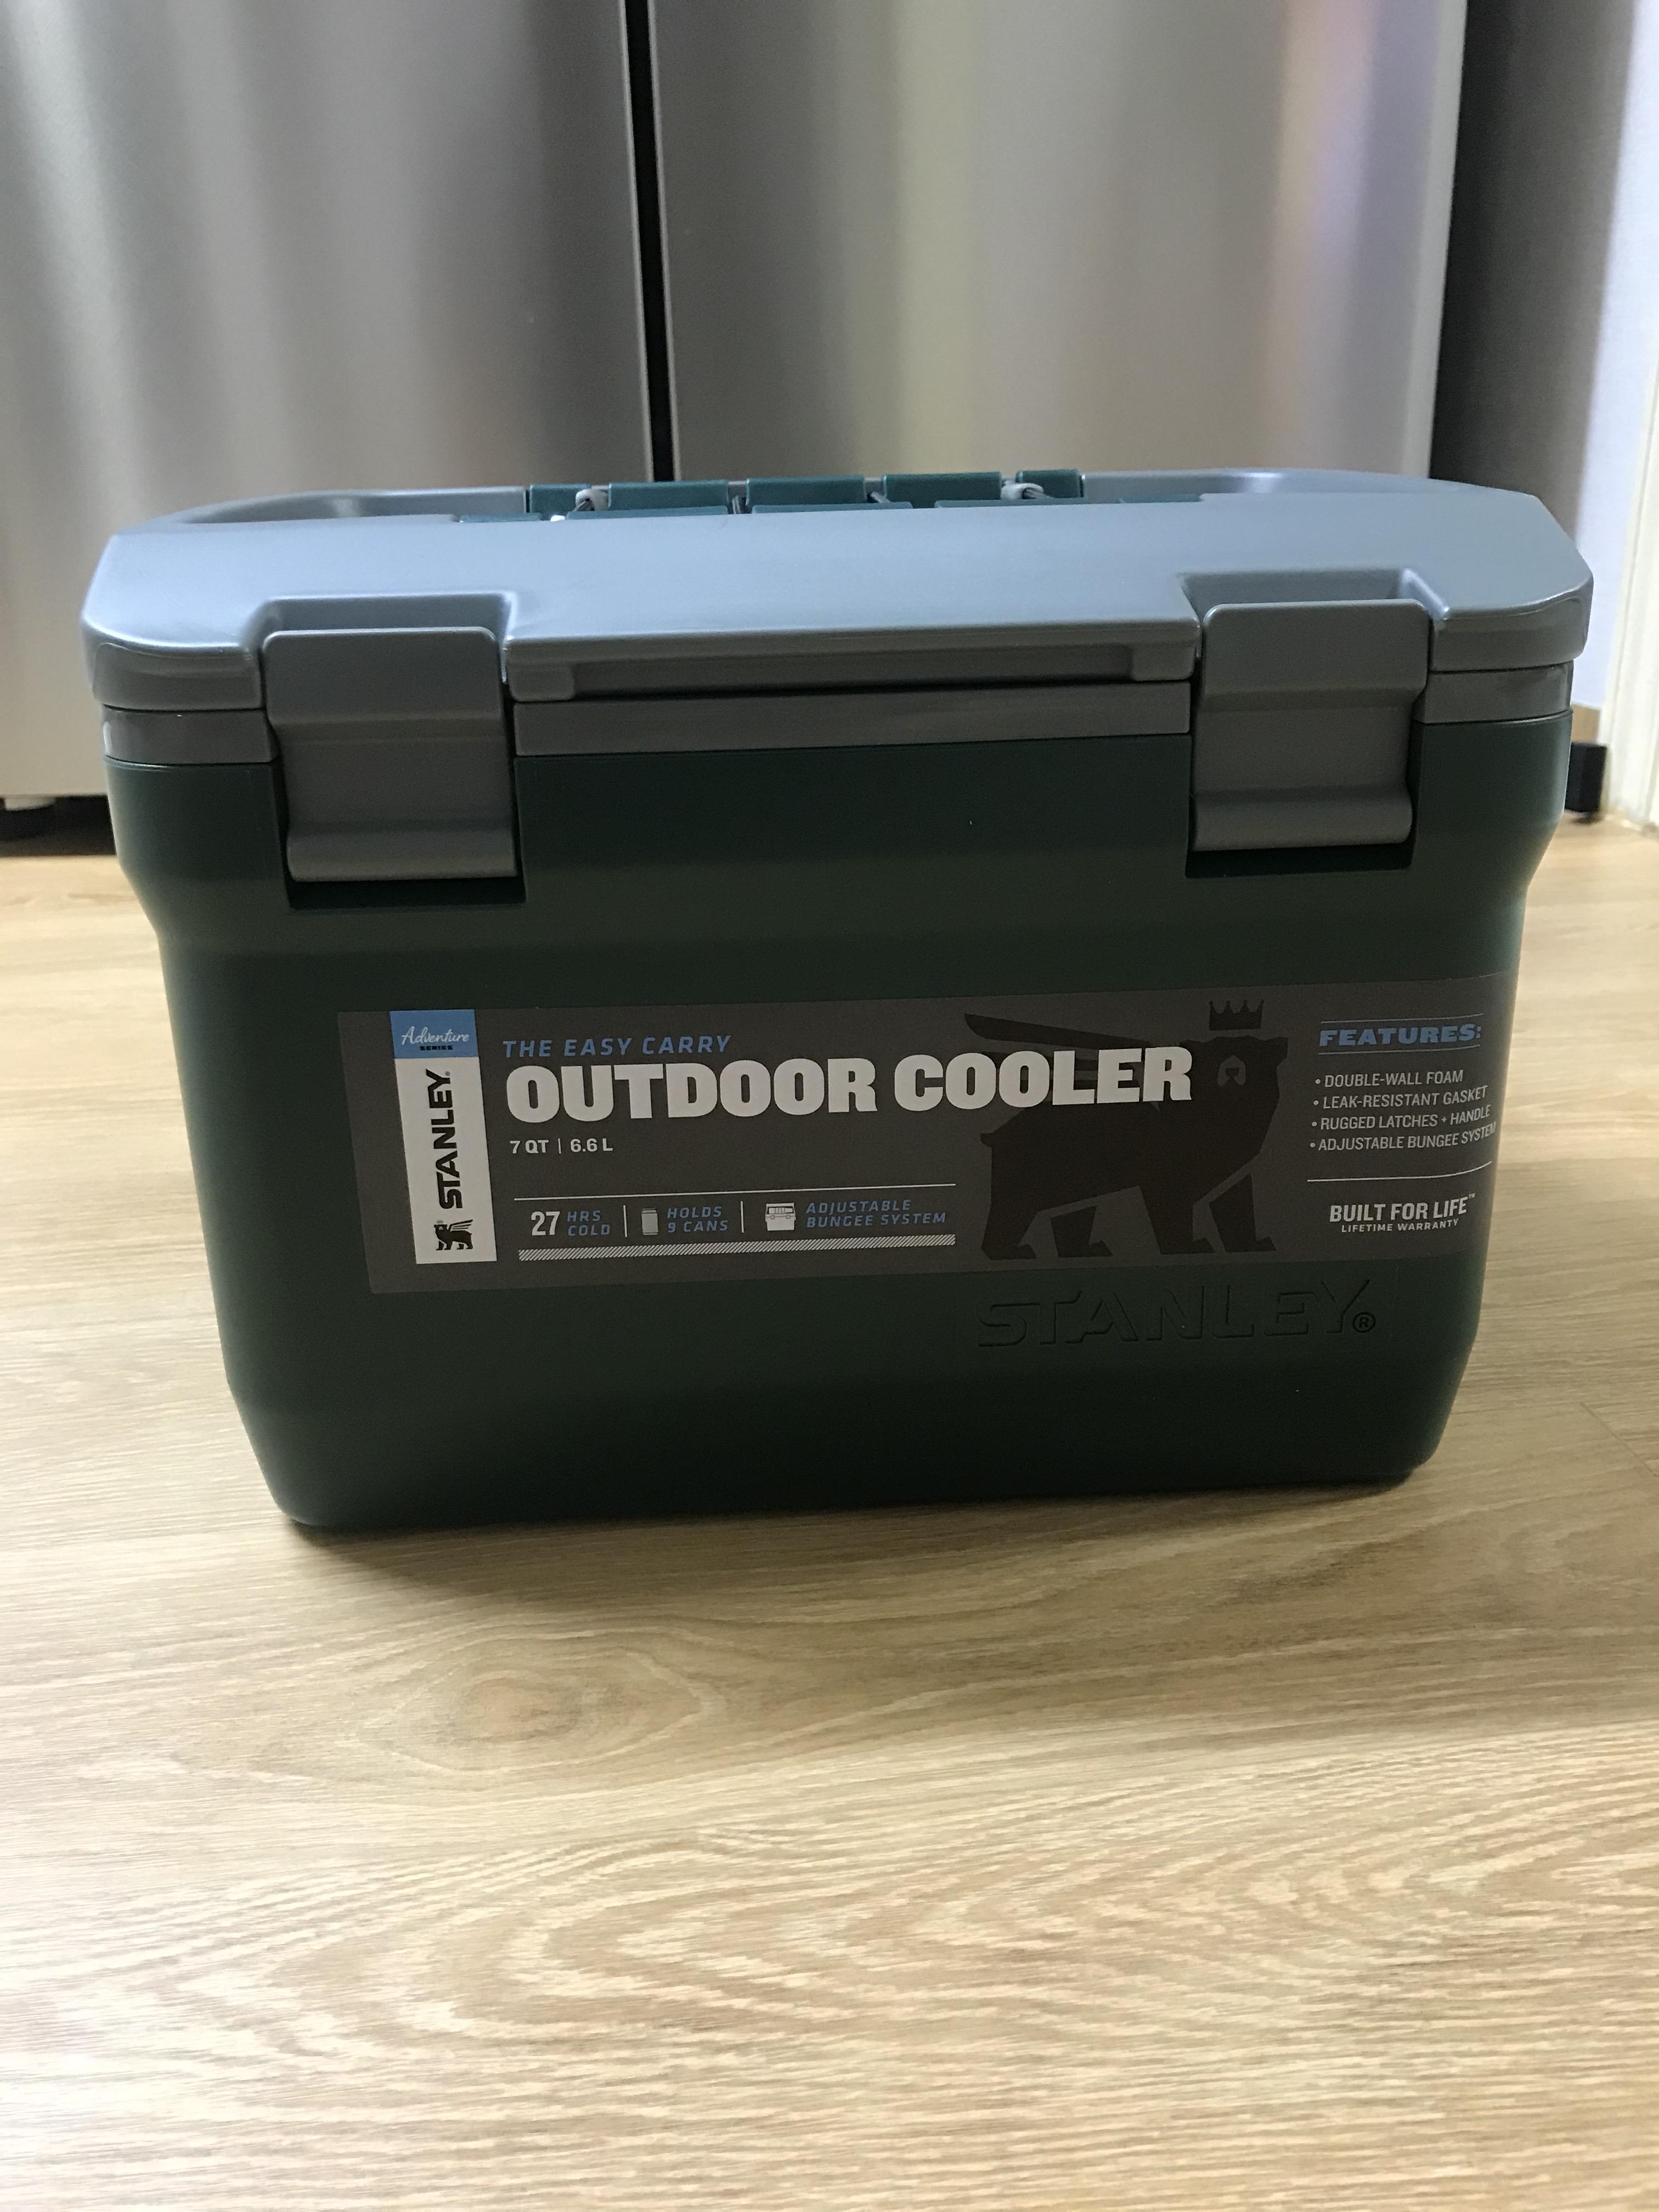 Adventure
SERIES
STANLEY®
THE EASY CARRY
OUTDOOR COOLER
7 QT | 6.6 L
27 HRS COLD
HOLDS 9 CANS
ADJUSTABLE BUNGEE SYSTEM
FEATURES:
• DOUBLE-WALL FOAM
• LEAK-RESISTANT GASKET
• RUGGED LATCHES + HANDLE
• ADJUSTABLE BUNGEE SYSTEM
BUILT FOR LIFE™
LIFETIME WARRANTY
STANLEY®